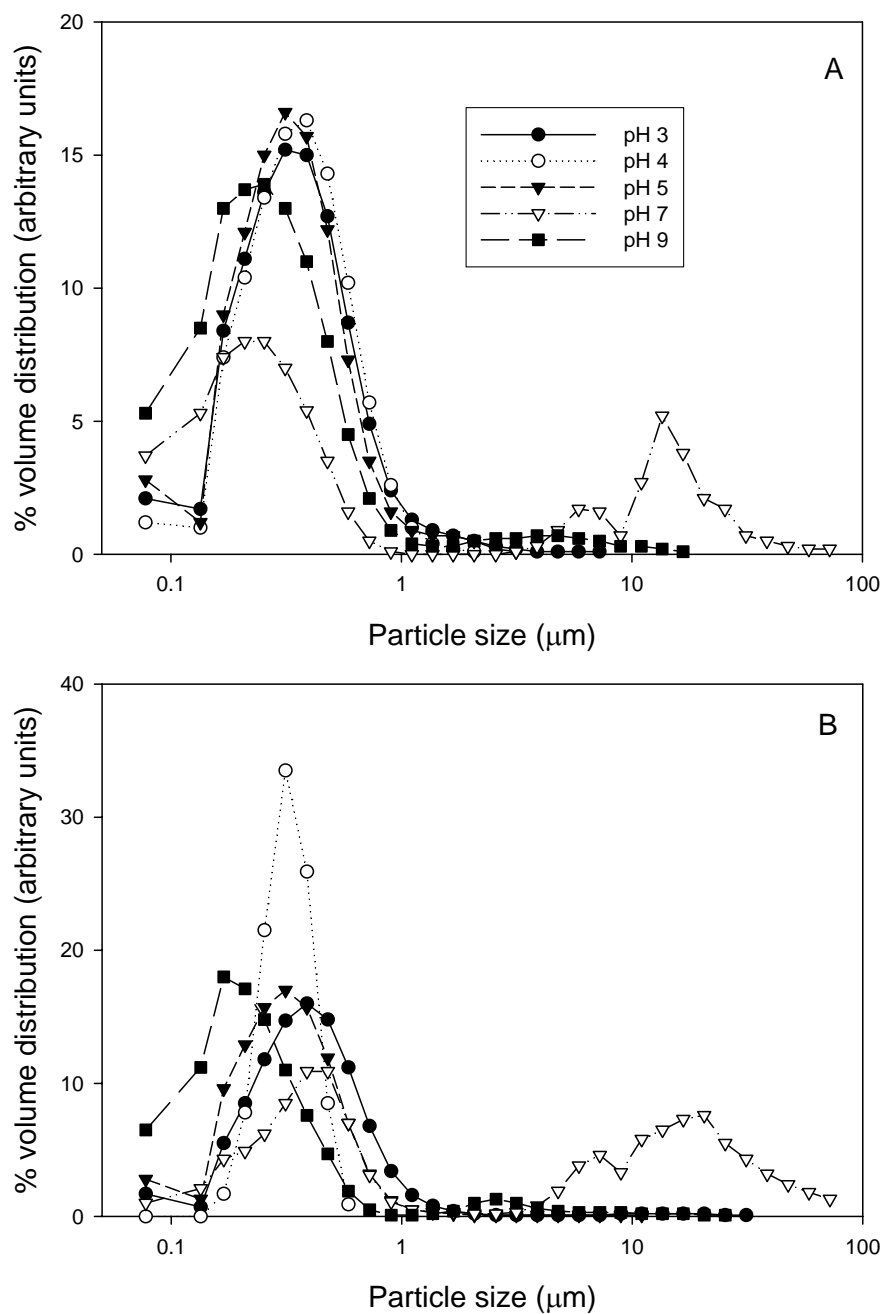 20
A
pH 3
pH 4
15
pH 5
pH 7
pH 9
10
5
0
0.1 1 10 100
% volume distribution (arbitrary units)
Particle size (μm)
40
B
30
20
10
0
0.1 1 10 100
% volume distribution (arbitrary units)
Particle size (μm)